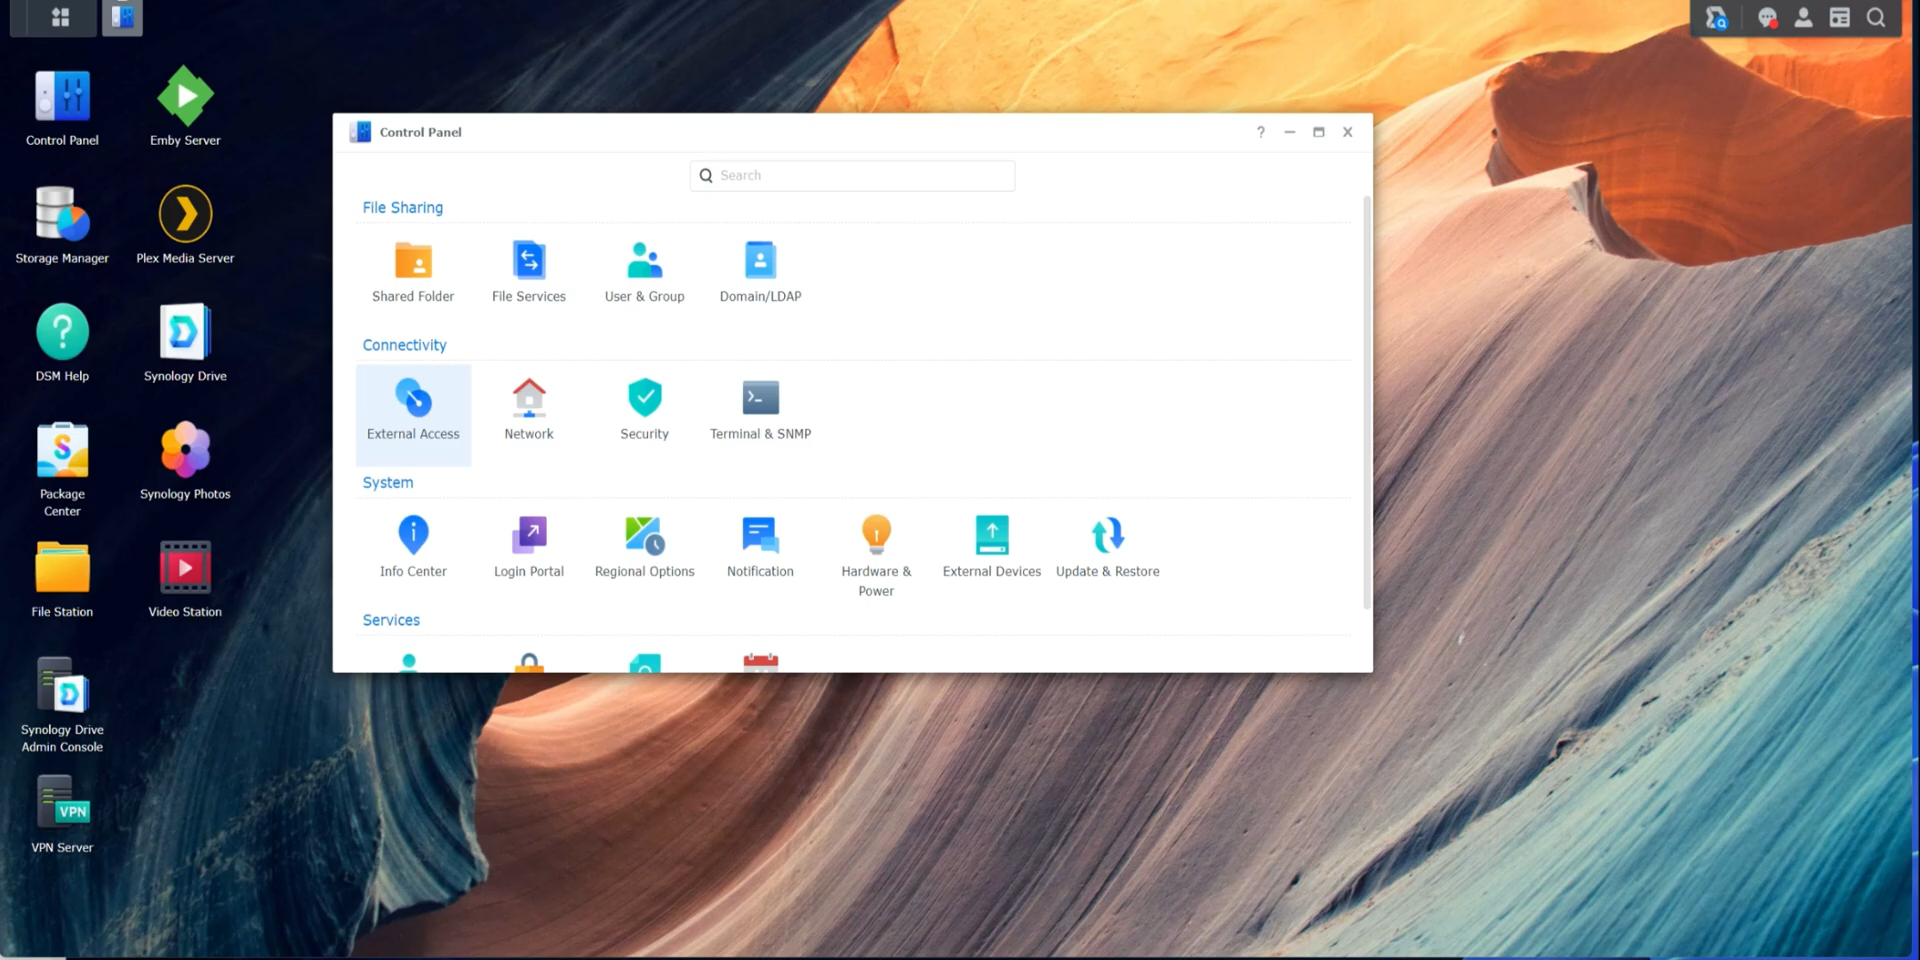 Control Panel
Emby Server
Storage Manager
Plex Media Server
DSM Help
Synology Drive
Package
Center
Synology Photos
File Station
Video Station
Synology Drive
Admin Console
VPN
VPN Server
Control Panel
Search
File Sharing
Shared Folder
File Services
User & Group
Domain/LDAP
Connectivity
External Access
Network
Security
Terminal & SNMP
System
Info Center
Login Portal
Regional Options
Notification
Hardware &
Power
External Devices
Update & Restore
Services